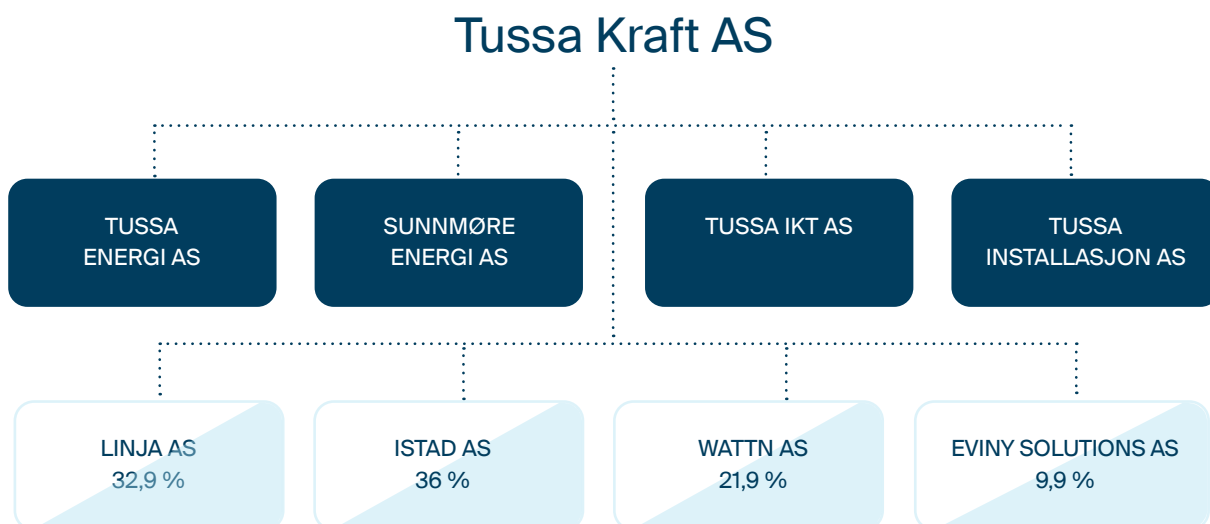 Tussa Kraft AS
TUSSA
ENERGI AS
SUNNMØRE
ENERGI AS
TUSSA IKT AS
TUSSA
INSTALLASJON AS
LINJA AS
32,9 %
ISTAD AS
36 %
WATTN AS
21,9 %
EVINY SOLUTIONS AS
9,9 %